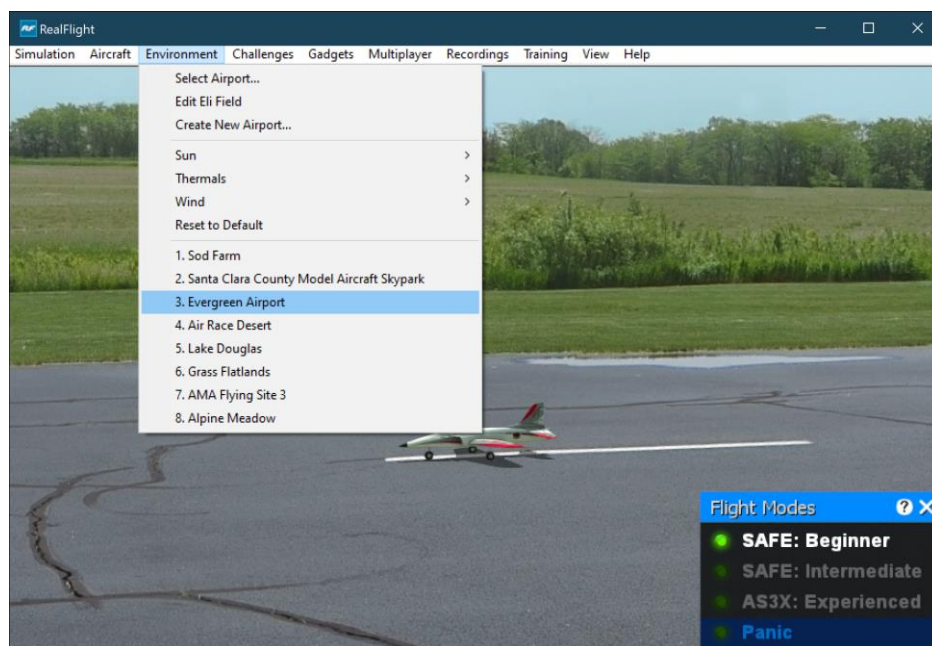 RealFlight
Simulation Aircraft Environment Challenges Gadgets Multiplayer Recordings Training View Help
Select Airport...
Edit Eli Field
Create New Airport...
Sun
Thermals
Wind
Reset to Default
1. Sod Farm
2. Santa Clara County Model Aircraft Skypark
3. Evergreen Airport
4. Air Race Desert
5. Lake Douglas
6. Grass Flatlands
7. AMA Flying Site 3
8. Alpine Meadow
Flight Modes
SAFE: Beginner
SAFE: Intermediate
AS3X: Experienced
Panic